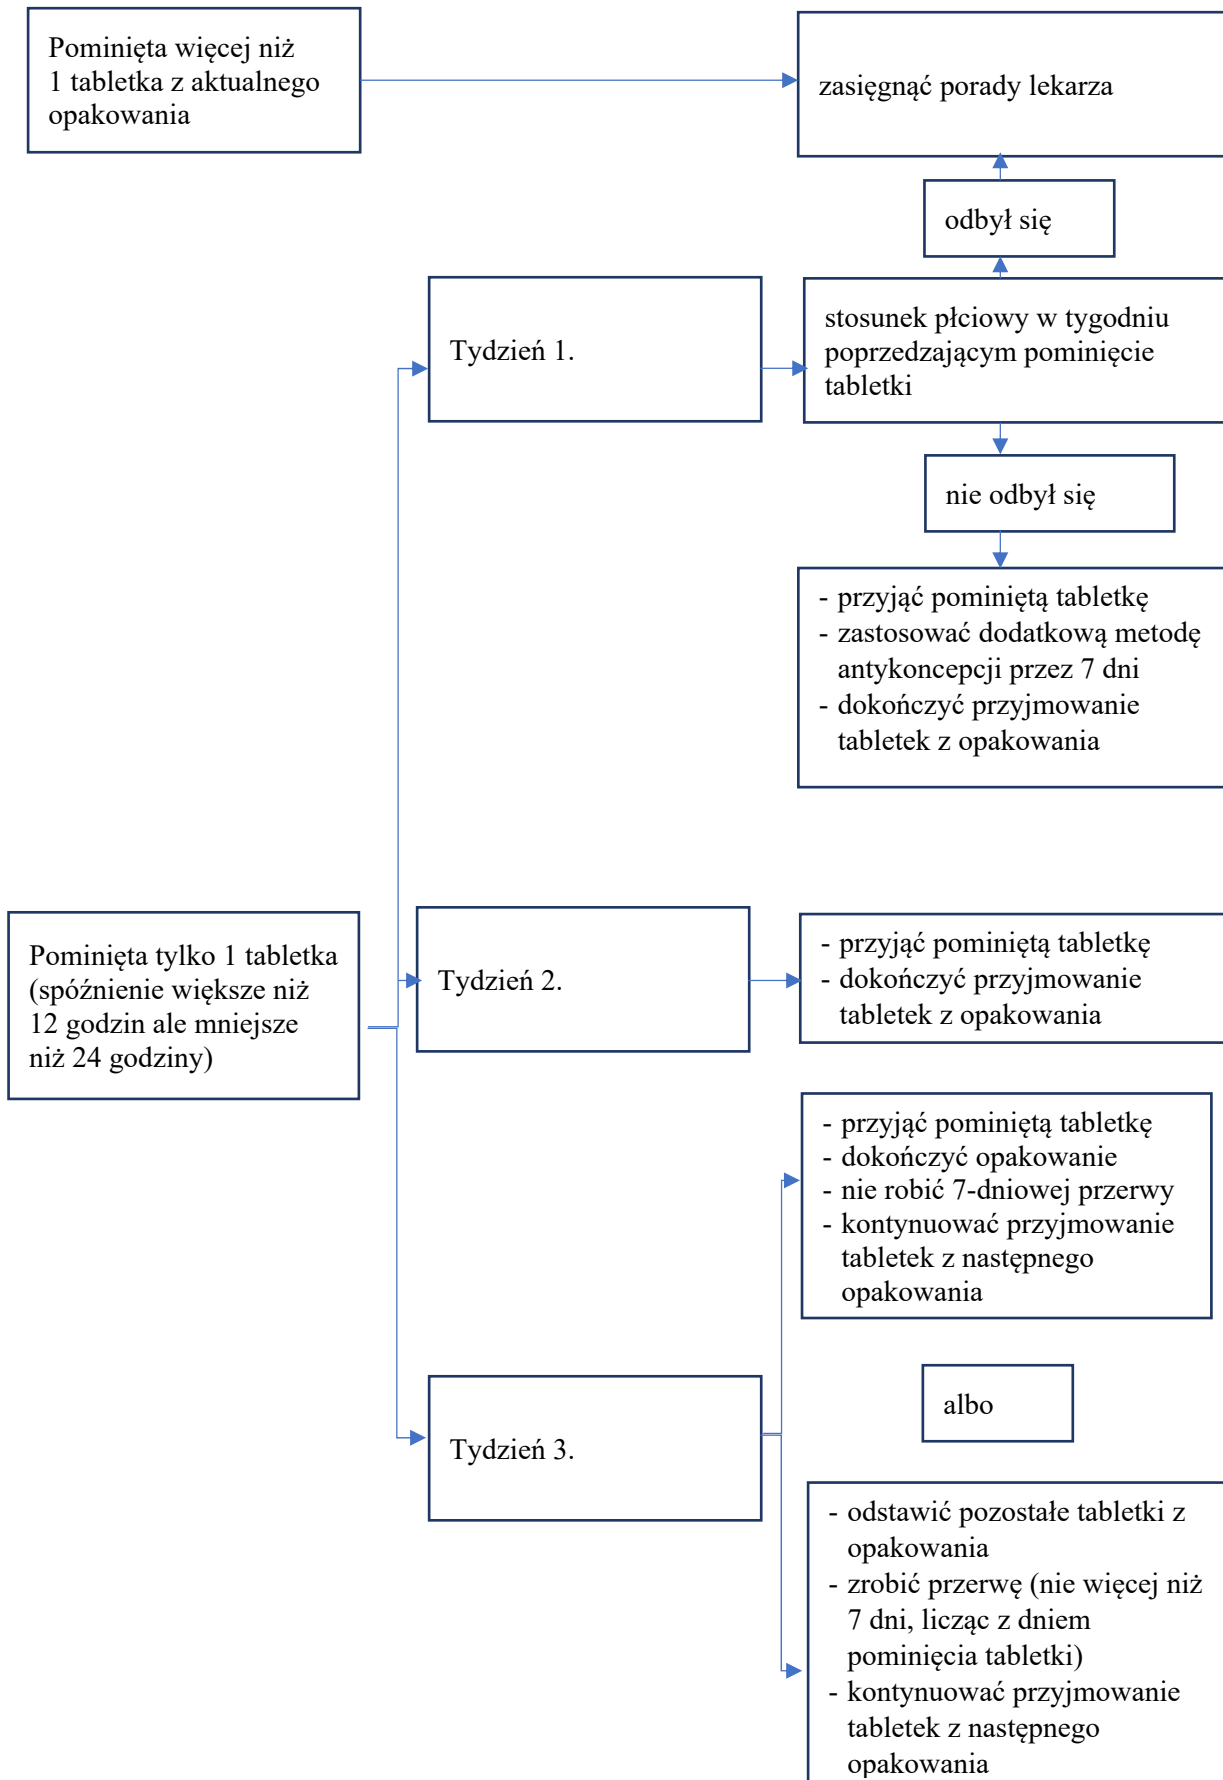 Pominięta więcej niż
1 tabletka z aktualnego
opakowania
zasięgnąć porady lekarza
odbył się
Tydzień 1.
stosunek płciowy w tygodniu
poprzedzającym pominięcie
tabletki
nie odbył się
- przyjąć pominiętą tabletkę
- zastosować dodatkową metodę
antykoncepcji przez 7 dni
- dokończyć przyjmowanie
tabletek z opakowania
Pominięta tylko 1 tabletka
(spóźnienie większe niż
12 godzin ale mniejsze
niż 24 godziny)
Tydzień 2.
- przyjąć pominiętą tabletkę
- dokończyć przyjmowanie
tabletek z opakowania
- przyjąć pominiętą tabletkę
- dokończyć opakowanie
- nie robić 7-dniowej przerwy
- kontynuować przyjmowanie
tabletek z następnego
opakowania
albo
Tydzień 3.
- odstawić pozostałe tabletki z
opakowania
- zrobić przerwę (nie więcej niż
7 dni, licząc z dniem
pominięcia tabletki)
- kontynuować przyjmowanie
tabletek z następnego
opakowania